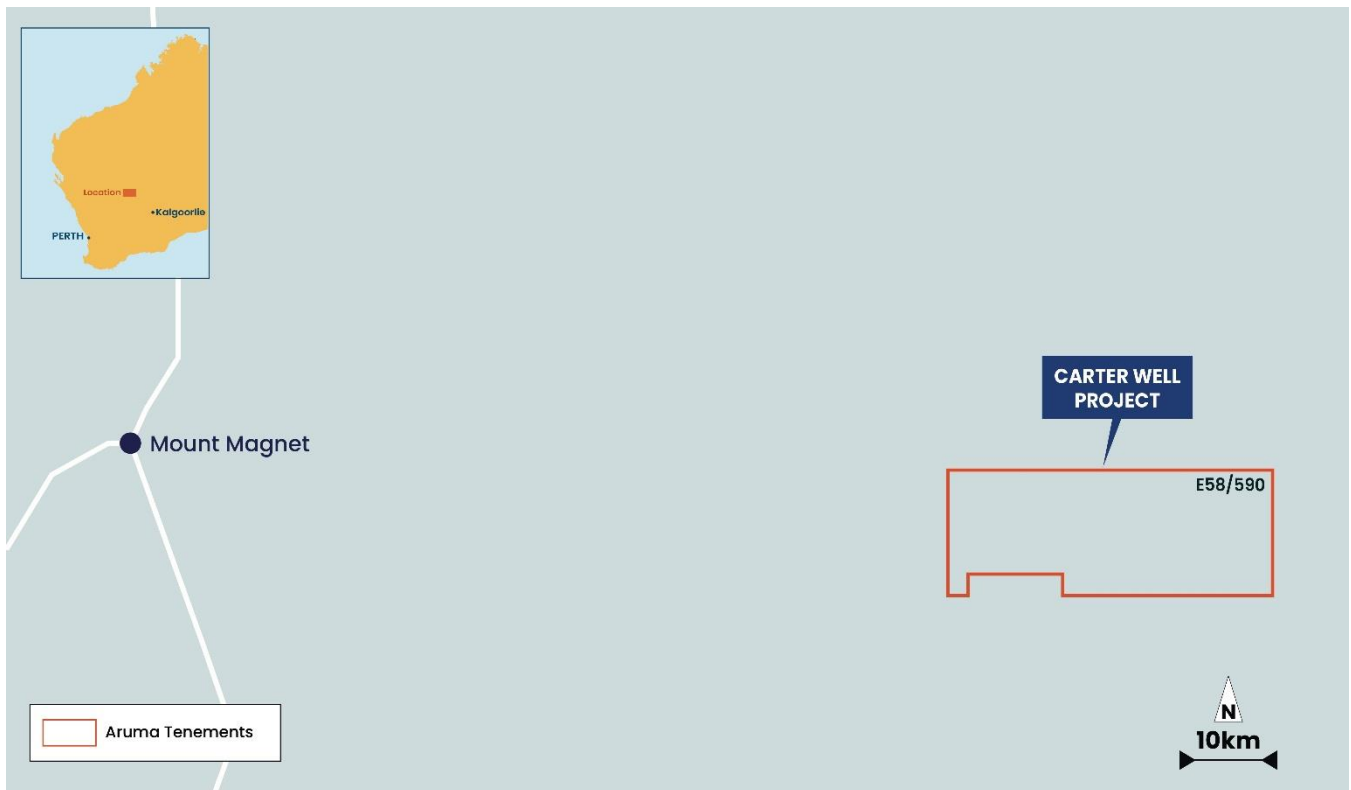 Location
Kalgoorlie
PERTH
Mount Magnet
CARTER WELL
PROJECT
E58/590
Aruma Tenements
N
10km